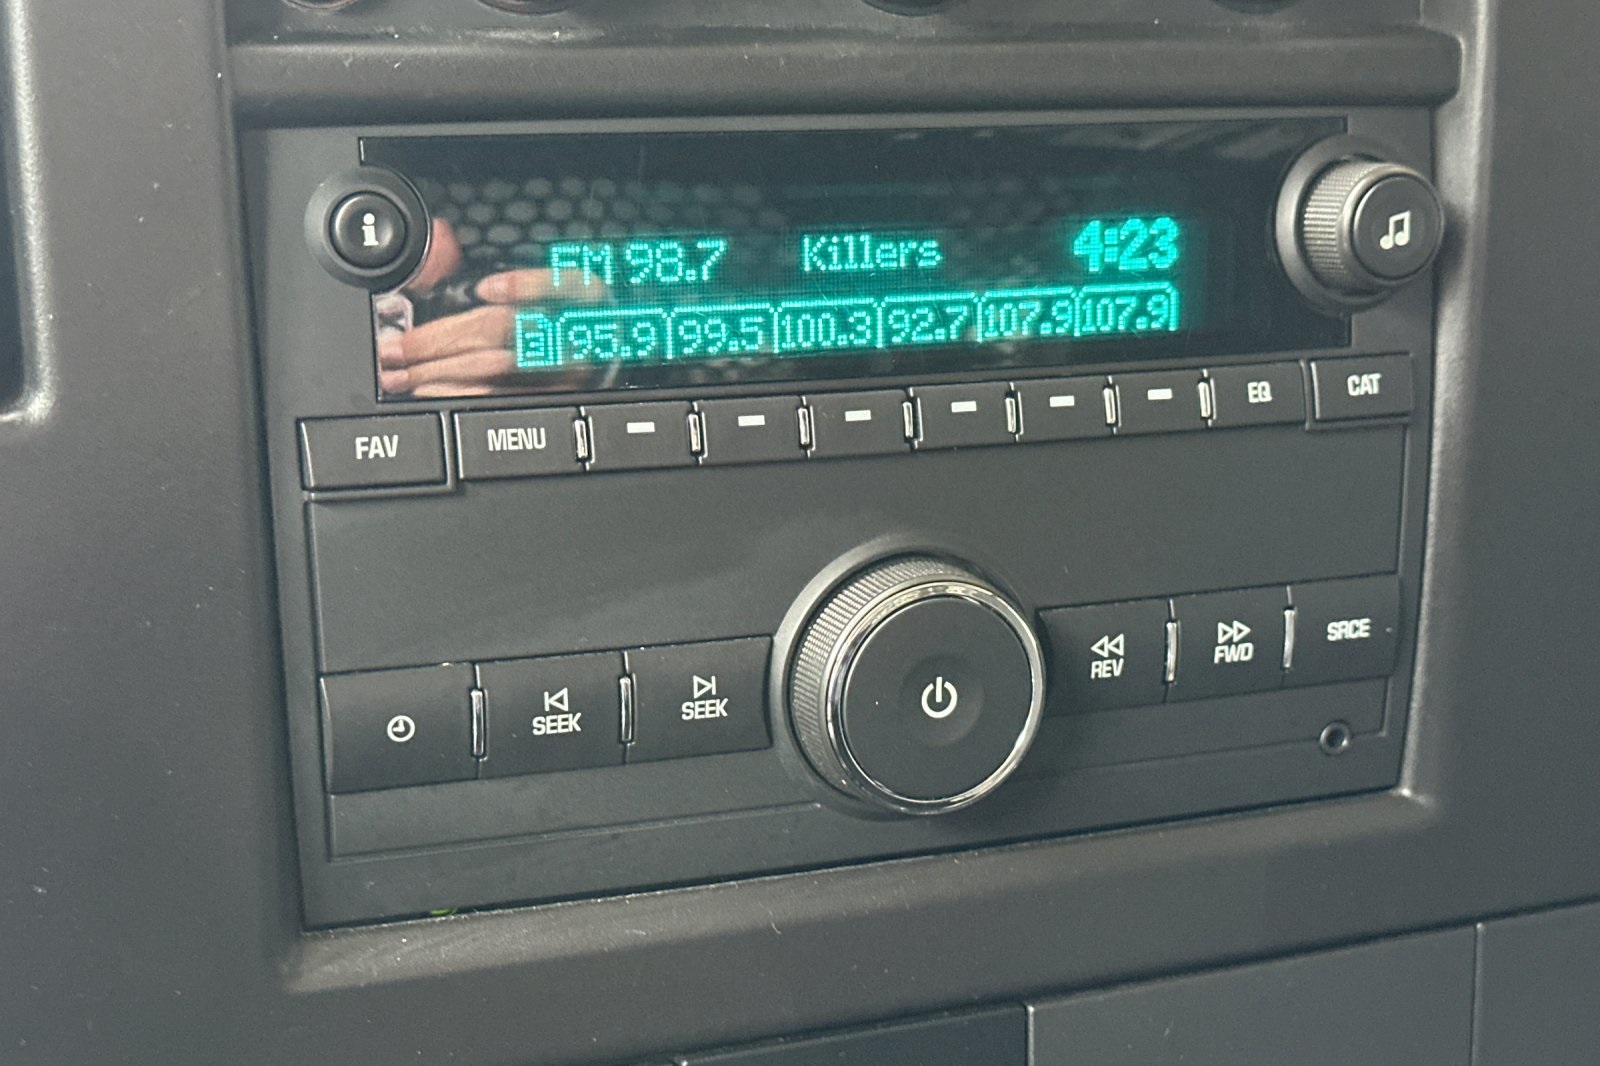 i
FM 98.7 Killers 4:23
95.9 99.5 100.3 92.7 107.9 107.9
FAV MENU EQ CAT
SEEK SEEK REV FWD SRCE